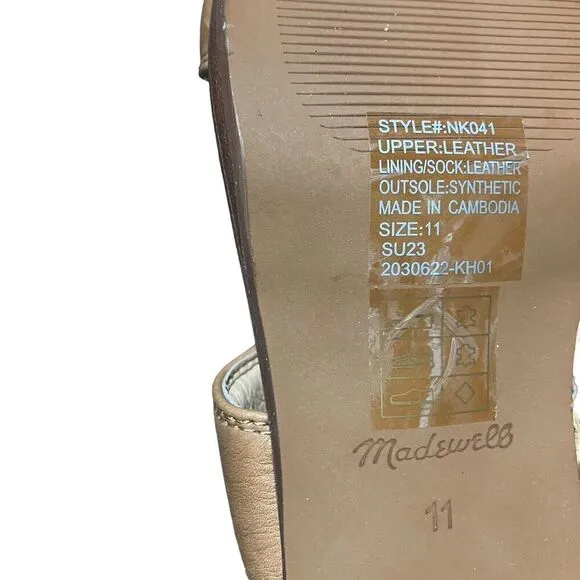 STYLE#:NK041
UPPER:LEATHER
LINING/SOCK:LEATHER
OUTSOLE:SYNTHETIC
MADE IN CAMBODIA
SIZE:11
SU23
2030622-KH01
Madewell
11